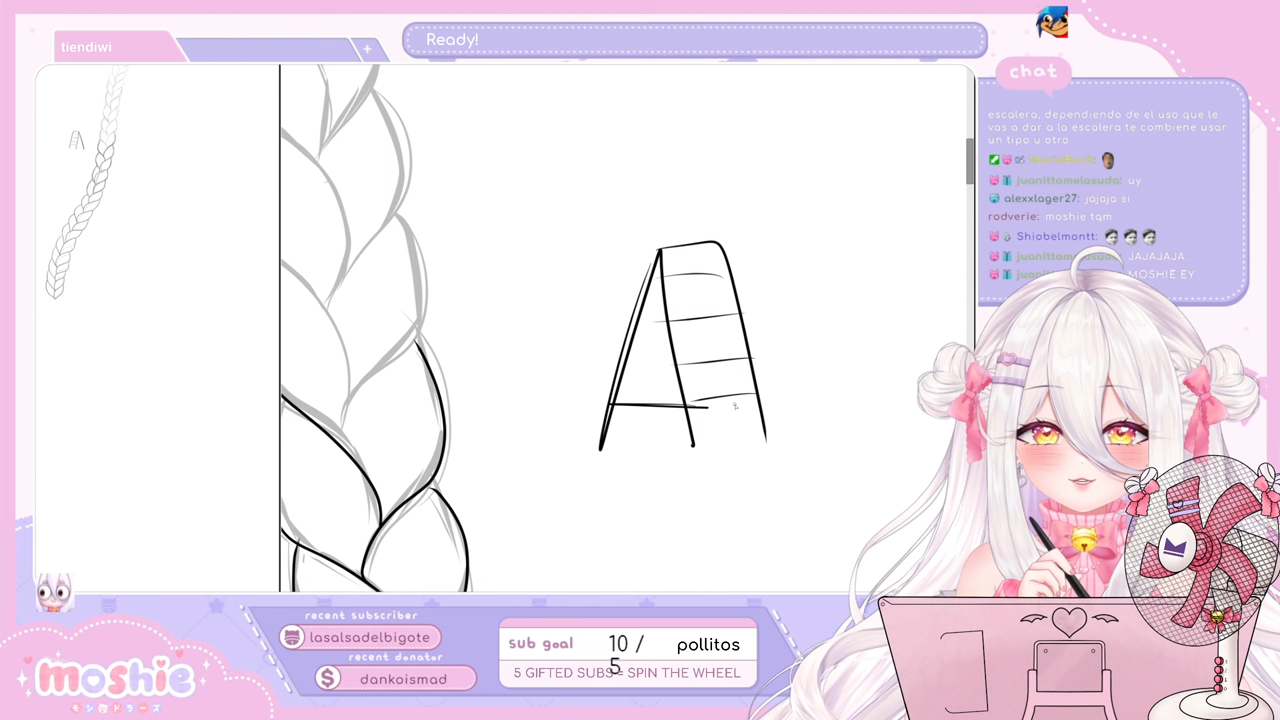 tiendiwi
+
Ready!
chat
escalera, dependiendo de el uso que le
vas a dar a la escalera te combiene usar
un tipo u otro
juanittomelasuda: uy
alexxlager27: jajaja si
rodverie: moshie tqm
Shiobelmontt:
juanittomelasuda: JAJAJAJA
MOSHIE EY
recent subscriber
lasalsadelbigote
recent donator
$ dankoismad
sub goal 10 / 5 pollitos
5 GIFTED SUBS = SPIN THE WHEEL
moshie